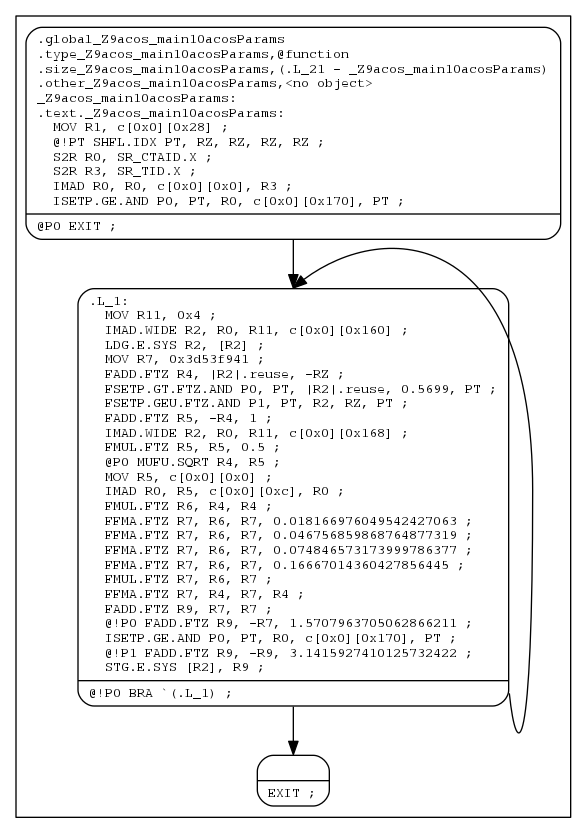 .global_Z9acos_main10acosParams
.type_Z9acos_main10acosParams,@function
.size_Z9acos_main10acosParams,(.L_21 - _Z9acos_main10acosParams)
.other_Z9acos_main10acosParams,<no object>
_Z9acos_main10acosParams:
.text._Z9acos_main10acosParams:
MOV R1, c[0x0][0x28] ;
@!PT SHFL.IDX PT, RZ, RZ, RZ, RZ ;
S2R R0, SR_CTAID.X ;
S2R R3, SR_TID.X ;
IMAD R0, R0, c[0x0][0x0], R3 ;
ISETP.GE.AND P0, PT, R0, c[0x0][0x170], PT ;
@P0 EXIT ;
.L_1:
MOV R11, 0x4 ;
IMAD.WIDE R2, R0, R11, c[0x0][0x160] ;
LDG.E.SYS R2, [R2] ;
MOV R7, 0x3d53f941 ;
FADD.FTZ R4, |R2|.reuse, -RZ ;
FSETP.GT.FTZ.AND P0, PT, |R2|.reuse, 0.5699, PT ;
FSETP.GEU.FTZ.AND P1, PT, R2, RZ, PT ;
FADD.FTZ R5, -R4, 1 ;
IMAD.WIDE R2, R0, R11, c[0x0][0x168] ;
FMUL.FTZ R5, R5, 0.5 ;
@P0 MUFU.SQRT R4, R5 ;
MOV R5, c[0x0][0x0] ;
IMAD R0, R5, c[0x0][0xc], R0 ;
FMUL.FTZ R6, R4, R4 ;
FFMA.FTZ R7, R6, R7, 0.018166976049542427063 ;
FFMA.FTZ R7, R6, R7, 0.046756859868764877319 ;
FFMA.FTZ R7, R6, R7, 0.074846573173999786377 ;
FFMA.FTZ R7, R6, R7, 0.16667014360427856445 ;
FMUL.FTZ R7, R6, R7 ;
FFMA.FTZ R7, R4, R7, R4 ;
FADD.FTZ R9, R7, R7 ;
@!P0 FADD.FTZ R9, -R7, 1.5707963705062866211 ;
ISETP.GE.AND P0, PT, R0, c[0x0][0x170], PT ;
@!P1 FADD.FTZ R9, -R9, 3.1415927410125732422 ;
STG.E.SYS [R2], R9 ;
@!P0 BRA `(.L_1) ;
EXIT ;